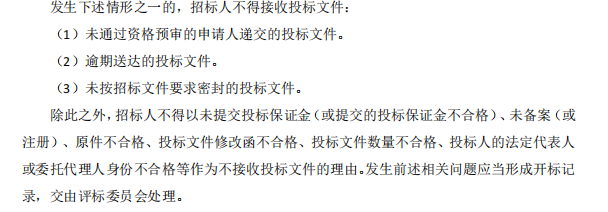 发生下述情形之一的，招标人不得接收投标文件：
（1）未通过资格预审的申请人递交的投标文件。
（2）逾期送达的投标文件。
（3）未按招标文件要求密封的投标文件。
除此之外，招标人不得以未提交投标保证金（或提交的投标保证金不合格）、未备案（或
注册）、原件不合格、投标文件修改函不合格、投标文件数量不合格、投标人的法定代表人
或委托代理人身份不合格等作为不接收投标文件的理由。发生前述相关问题应当形成开标记
录，交由评标委员会处理。